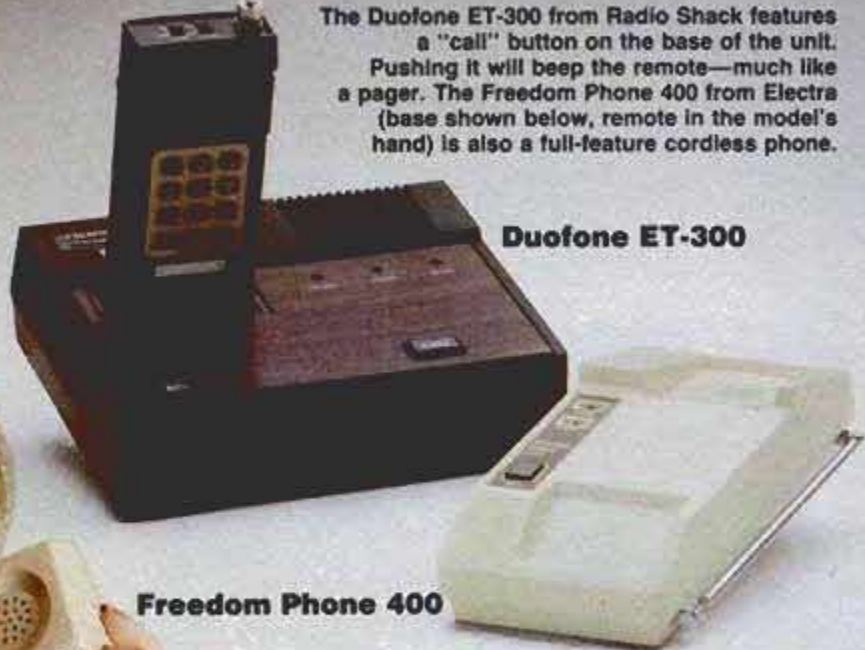 The Duofone ET-300 from Radio Shack features
a "call" button on the base of the unit.
Pushing it will beep the remote—much like
a pager. The Freedom Phone 400 from Electra
(base shown below, remote in the model's
hand) is also a full-feature cordless phone.
Duofone ET-300
Freedom Phone 400